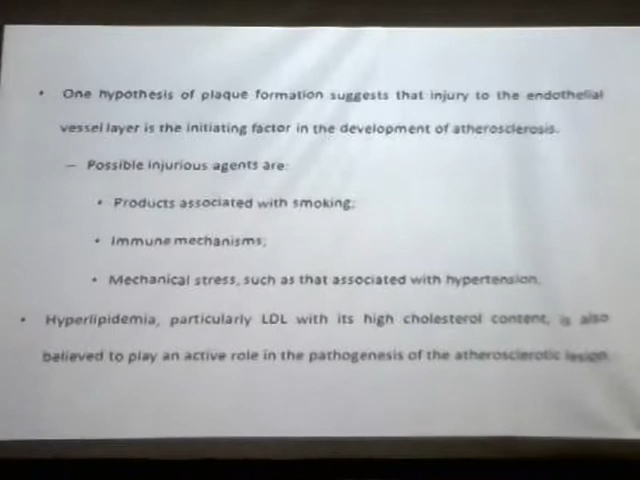 • One hypothesis of plaque formation suggests that injury to the endothelial
vessel layer is the initiating factor in the development of atherosclerosis.
– Possible injurious agents are:
• Products associated with smoking;
• Immune mechanisms;
• Mechanical stress, such as that associated with hypertension.
• Hyperlipidemia, particularly LDL with its high cholesterol content, is also
believed to play an active role in the pathogenesis of the atherosclerotic lesion.